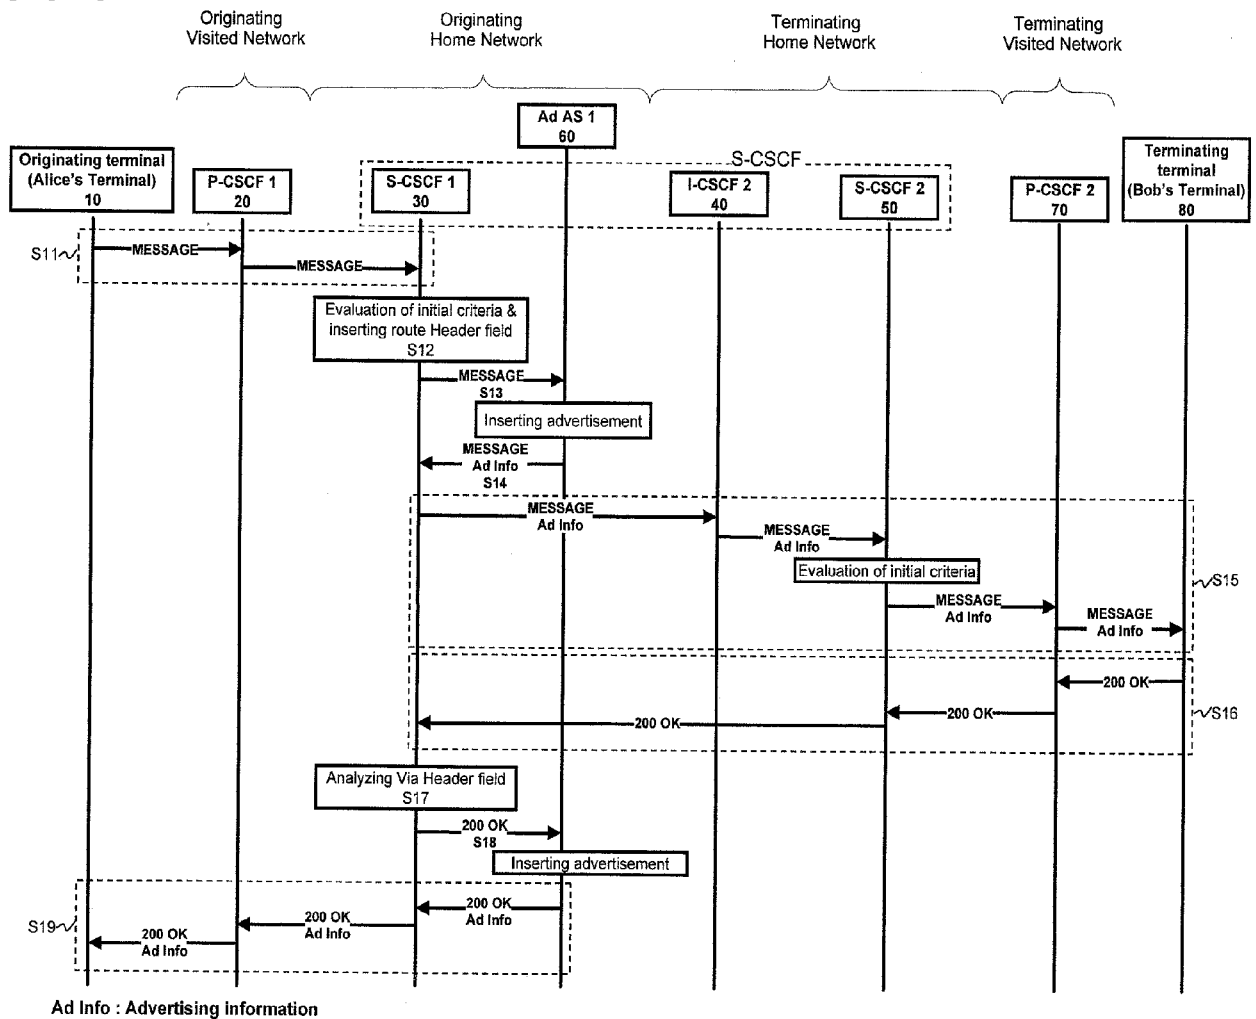 Originating
Visited Network
Originating
Home Network
Terminating
Home Network
Terminating
Visited Network
Ad AS 1
60
Originating terminal
(Alice's Terminal)
10
P-CSCF 1
20
S-CSCF
S-CSCF 1
30
I-CSCF 2
40
S-CSCF 2
50
P-CSCF 2
70
Terminating
terminal
(Bob's Terminal)
80
S11
MESSAGE
MESSAGE
Evaluation of initial criteria &
inserting route Header field
S12
MESSAGE
S13
Inserting advertisement
MESSAGE
Ad Info
S14
MESSAGE
Ad Info
MESSAGE
Ad Info
Evaluation of initial criteria
S15
MESSAGE
Ad Info
MESSAGE
Ad Info
200 OK
200 OK
S16
200 OK
Analyzing Via Header field
S17
200 OK
S18
Inserting advertisement
200 OK
Ad Info
200 OK
Ad Info
S19
200 OK
Ad Info
Ad Info : Advertising information